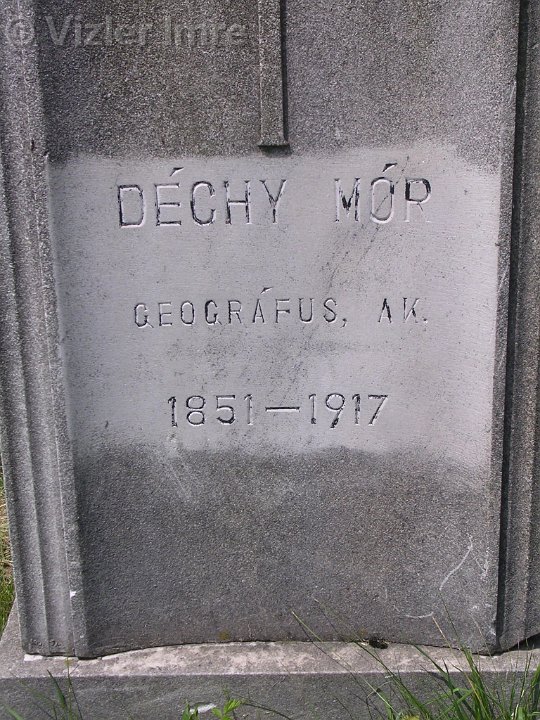 © Vizler Imre
DÉCHY MÓR
GEOGRÁFUS, AK.
1851–1917